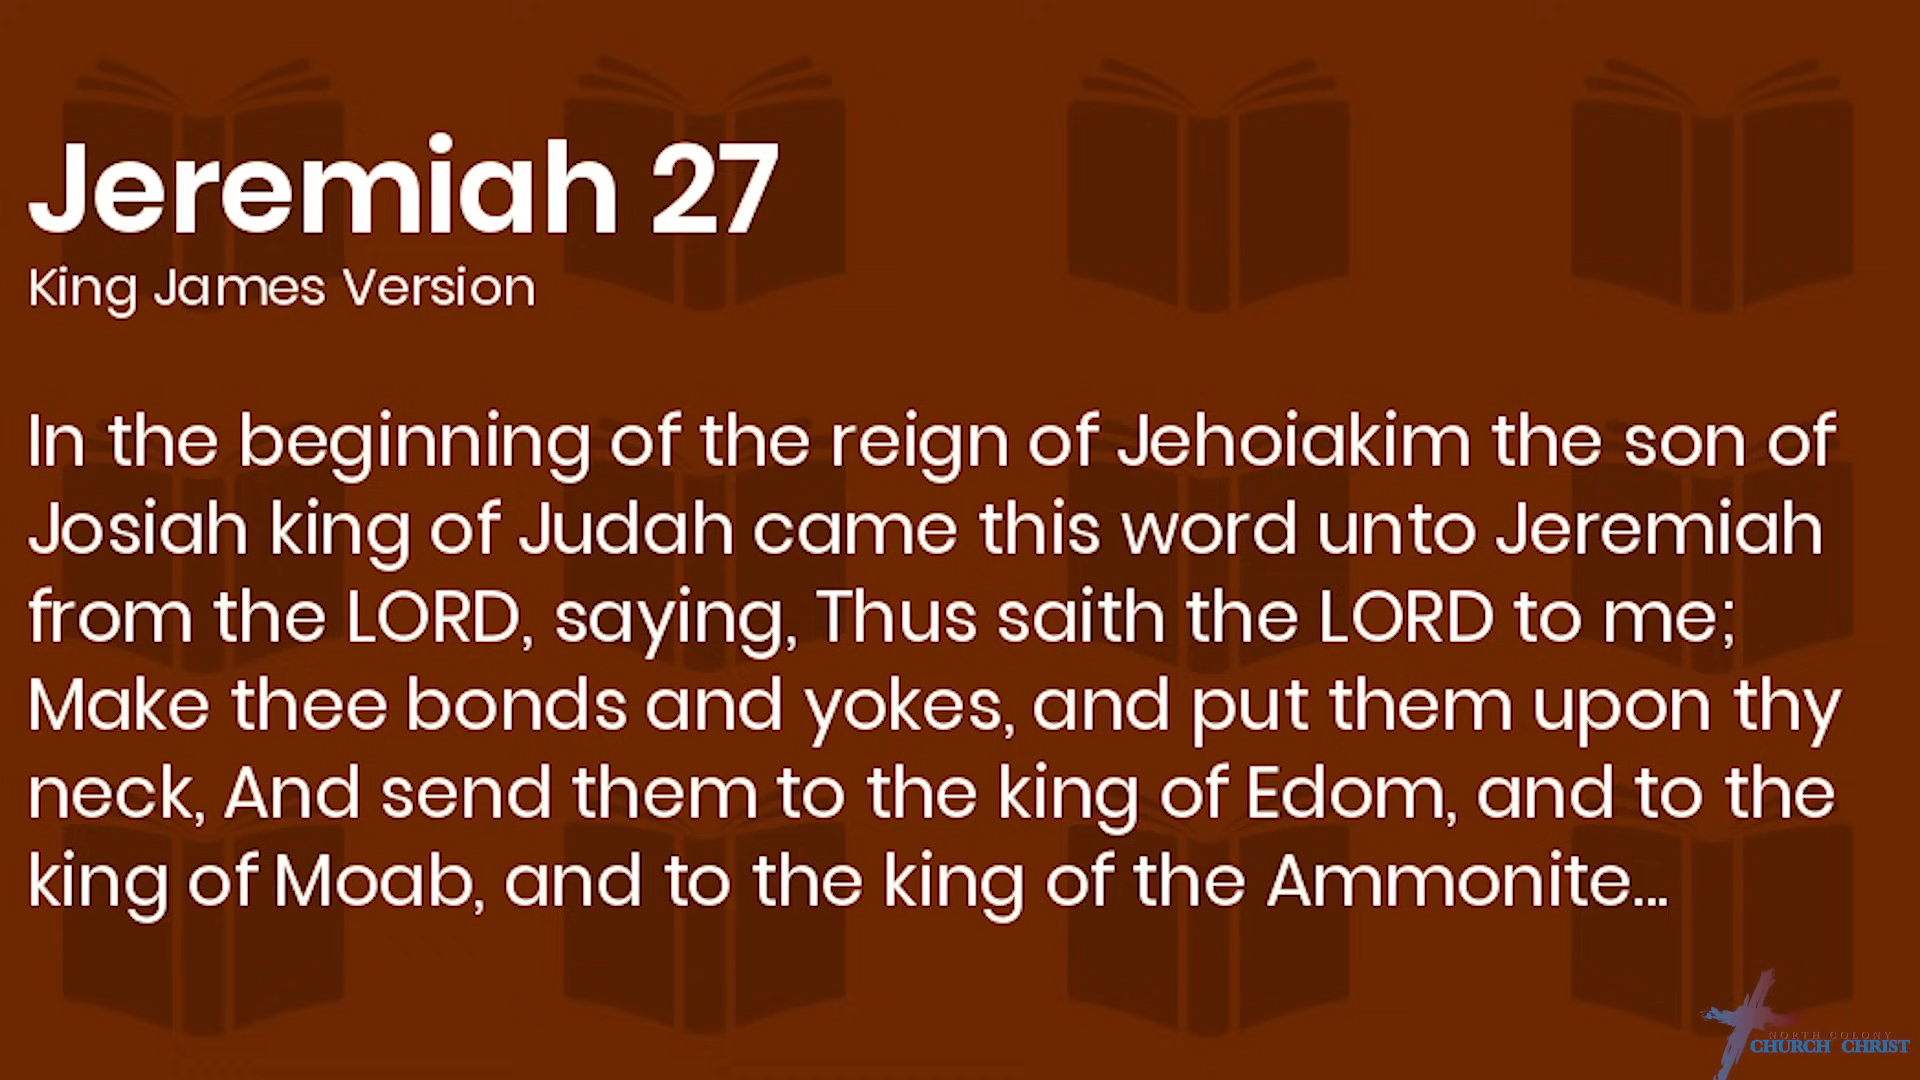 Jeremiah 27
King James Version
In the beginning of the reign of Jehoiakim the son of
Josiah king of Judah came this word unto Jeremiah
from the LORD, saying, Thus saith the LORD to me;
Make thee bonds and yokes, and put them upon thy
neck, And send them to the king of Edom, and to the
king of Moab, and to the king of the Ammonite...
NORTH COLONY
CHURCH CHRIST